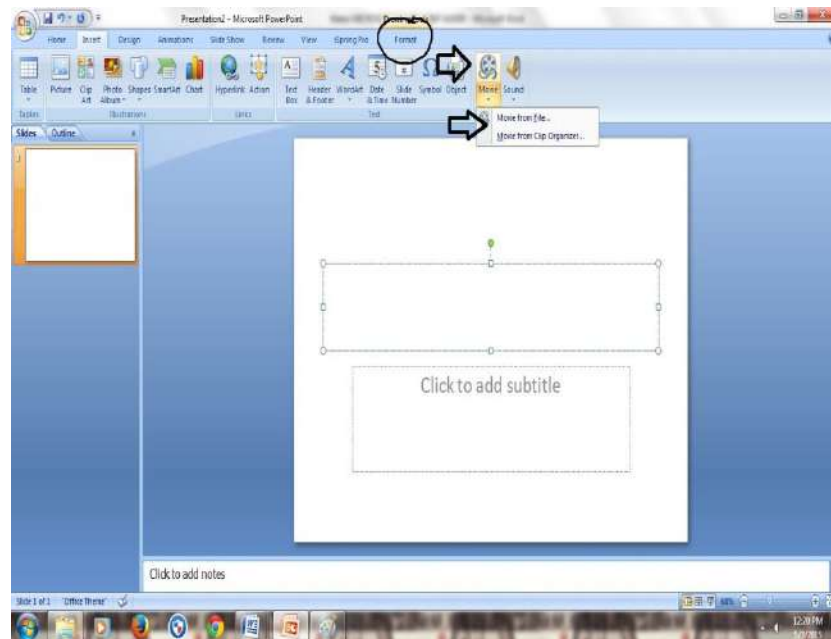 Presentation2 - Microsoft PowerPoint
Home Insert Design Animations Slide Show Review View iSpring Pro Format
Table Picture Clip Art Photo Album Shapes SmartArt Chart Hyperlink Action Text Box Header & Footer WordArt Date & Time Slide Number Symbol Object Movie Sound
Tables Illustrations Links Text
Movie from File...
Movie from Clip Organizer...
Slides Outline
1
Click to add subtitle
Click to add notes
Slide 1 of 1 "Office Theme"
12:20 PM